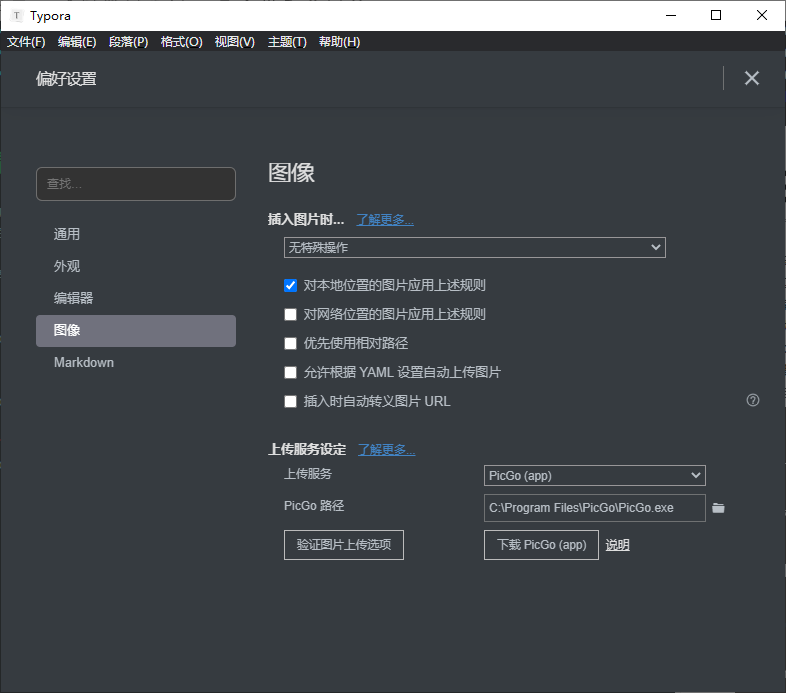 T Typora
文件(F) 编辑(E) 段落(P) 格式(O) 视图(V) 主题(T) 帮助(H)
偏好设置
查找...
通用
外观
编辑器
图像
Markdown
图像
插入图片时... 了解更多...
无特殊操作
对本地位置的图片应用上述规则
对网络位置的图片应用上述规则
优先使用相对路径
允许根据 YAML 设置自动上传图片
插入时自动转义图片 URL
上传服务设定 了解更多...
上传服务 PicGo (app)
PicGo 路径 C:\Program Files\PicGo\PicGo.exe
验证图片上传选项 下载 PicGo (app) 说明